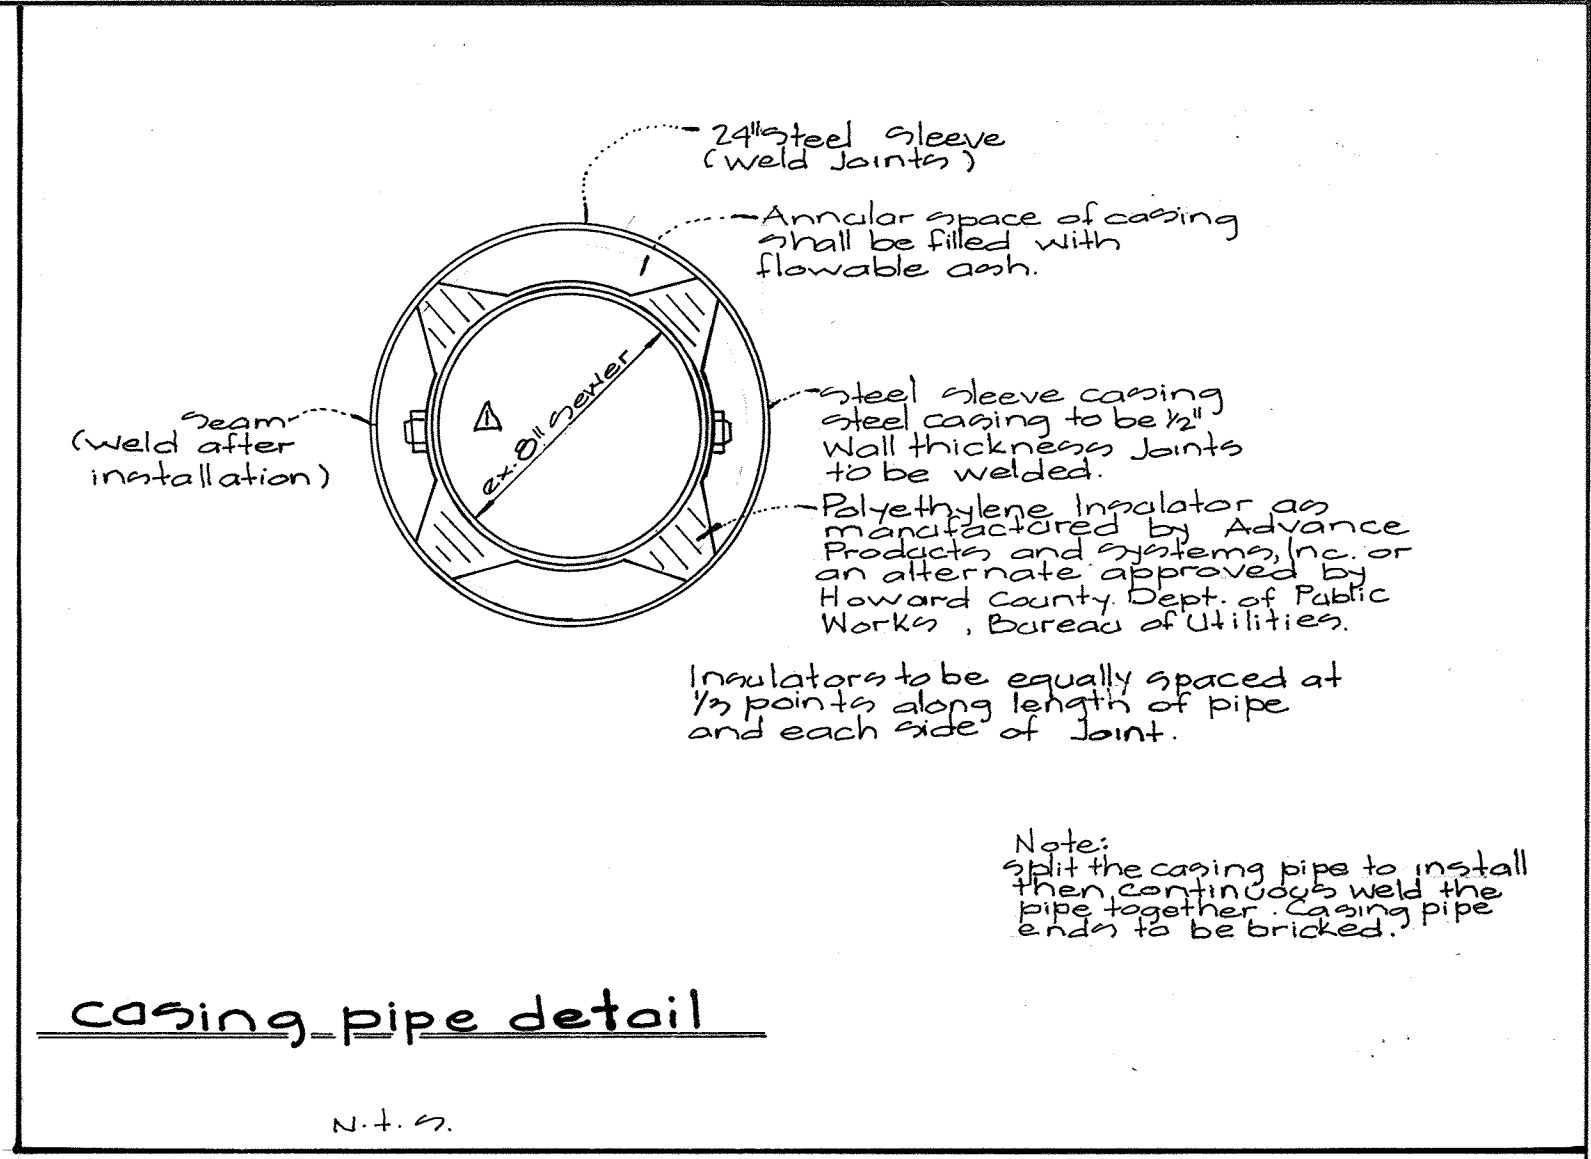 24" Steel Sleeve
(Weld Joints)
Annular space of casing
shall be filled with
flowable ash.
Seam
(Weld after
installation)
1
ex. 8" Sewer
Steel Sleeve casing
Steel casing to be 1/2"
Wall thickness Joints
to be welded.
Polyethylene Insulator as
manufactured by Advance
Products and Systems, Inc. or
an alternate approved by
Howard County Dept. of Public
Works, Bureau of Utilities.
Insulators to be equally spaced at
1/3 points along length of pipe
and each side of Joint.
Note:
Split the casing pipe to install
then continuous weld the
pipe together. Casing pipe
ends to be bricked.
casing pipe detail
N.t.s.